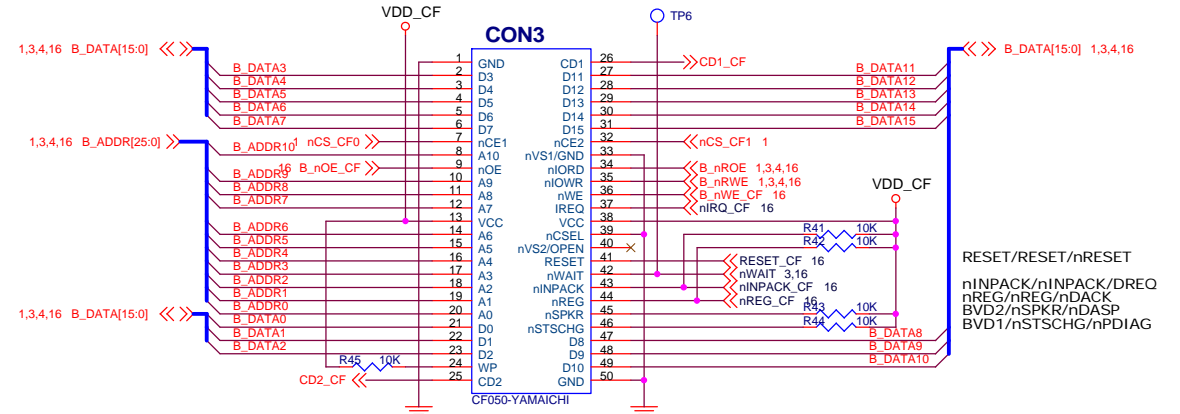 VDD_CF
TP6
CON3
1,3,4,16 B_DATA[15:0]
B_DATA[15:0] 1,3,4,16
1 GND
CD1 26 CD1_CF
B_DATA3 2 D3
D11 27 B_DATA11
B_DATA4 3 D4
D12 28 B_DATA12
B_DATA5 4 D5
D13 29 B_DATA13
B_DATA6 5 D6
D14 30 B_DATA14
B_DATA7 6 D7
D15 31 B_DATA15
1,3,4,16 B_ADDR[25:0]
1 nCS_CF0 7 nCE1
nCE2 32 nCS_CF1 1
B_ADDR10 8 A10
nVS1/GND 33
16 B_nOE_CF 9 nOE
nIORD 34 B_nROE 1,3,4,16
B_ADDR9 10 A9
nIOWR 35 B_nRWE 1,3,4,16
B_ADDR8 11 A8
nWE 36 B_nWE_CF 16
B_ADDR7 12 A7
IREQ 37 nIRQ_CF 16
VDD_CF
13 VCC
VCC 38
B_ADDR6 14 A6
nCSEL 39 R41 10K
B_ADDR5 15 A5
nVS2/OPEN 40 R42 10K
B_ADDR4 16 A4
RESET 41 RESET_CF 16
RESET/RESET/nRESET
B_ADDR3 17 A3
nWAIT 42 nWAIT 3,16
B_ADDR2 18 A2
nINPACK 43 nINPACK_CF 16
nINPACK/nINPACK/DREQ
B_ADDR1 19 A1
nREG 44 nREG_CF 16
nREG/nREG/nDACK
B_ADDR0 20 A0
nSPKR 45 R43 10K
BVD2/nSPKR/nDASP
1,3,4,16 B_DATA[15:0]
B_DATA0 21 D0
nSTSCHG 46 R44 10K
BVD1/nSTSCHG/nPDIAG
B_DATA1 22 D1
D8 47 B_DATA8
B_DATA2 23 D2
D9 48 B_DATA9
R45 10K 24 WP
D10 49 B_DATA10
CD2_CF 25 CD2
GND 50
CF050-YAMAICHI